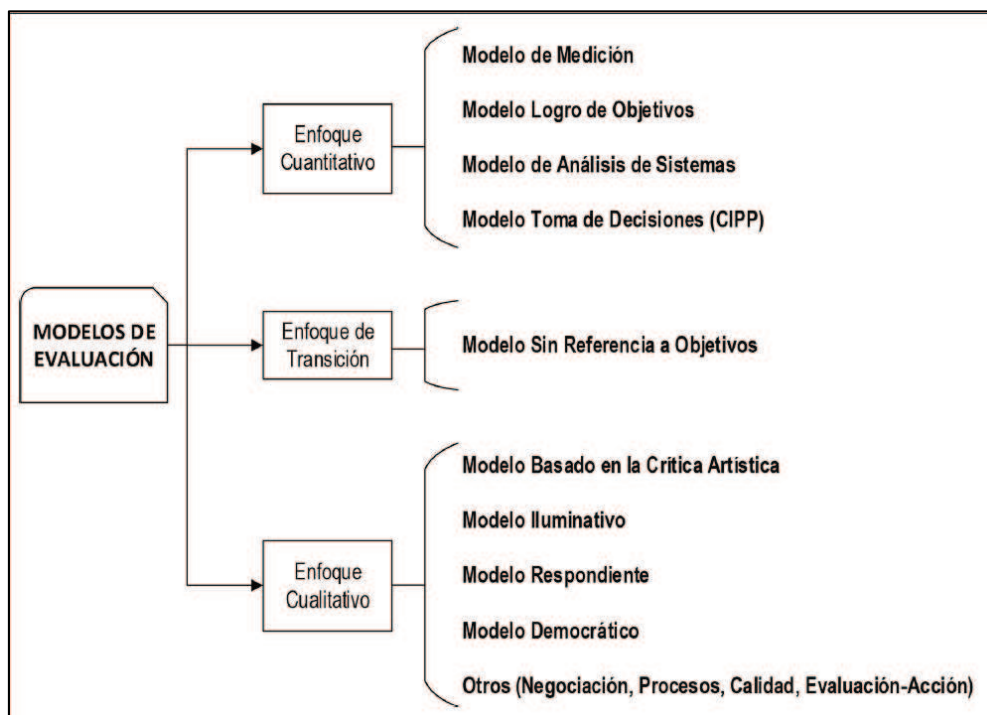 MODELOS DE
EVALUACIÓN
Enfoque
Cuantitativo
Modelo de Medición
Modelo Logro de Objetivos
Modelo de Análisis de Sistemas
Modelo Toma de Decisiones (CIPP)
Enfoque de
Transición
Modelo Sin Referencia a Objetivos
Enfoque
Cualitativo
Modelo Basado en la Crítica Artística
Modelo Iluminativo
Modelo Respondiente
Modelo Democrático
Otros (Negociación, Procesos, Calidad, Evaluación-Acción)